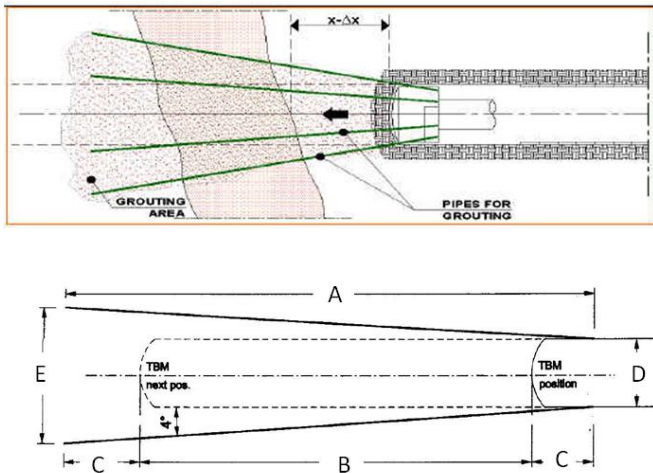 x-Δx
GROUTING
AREA
PIPES FOR
GROUTING
A
E
TBM
next pos.
TBM
position
D
4°
C
B
C